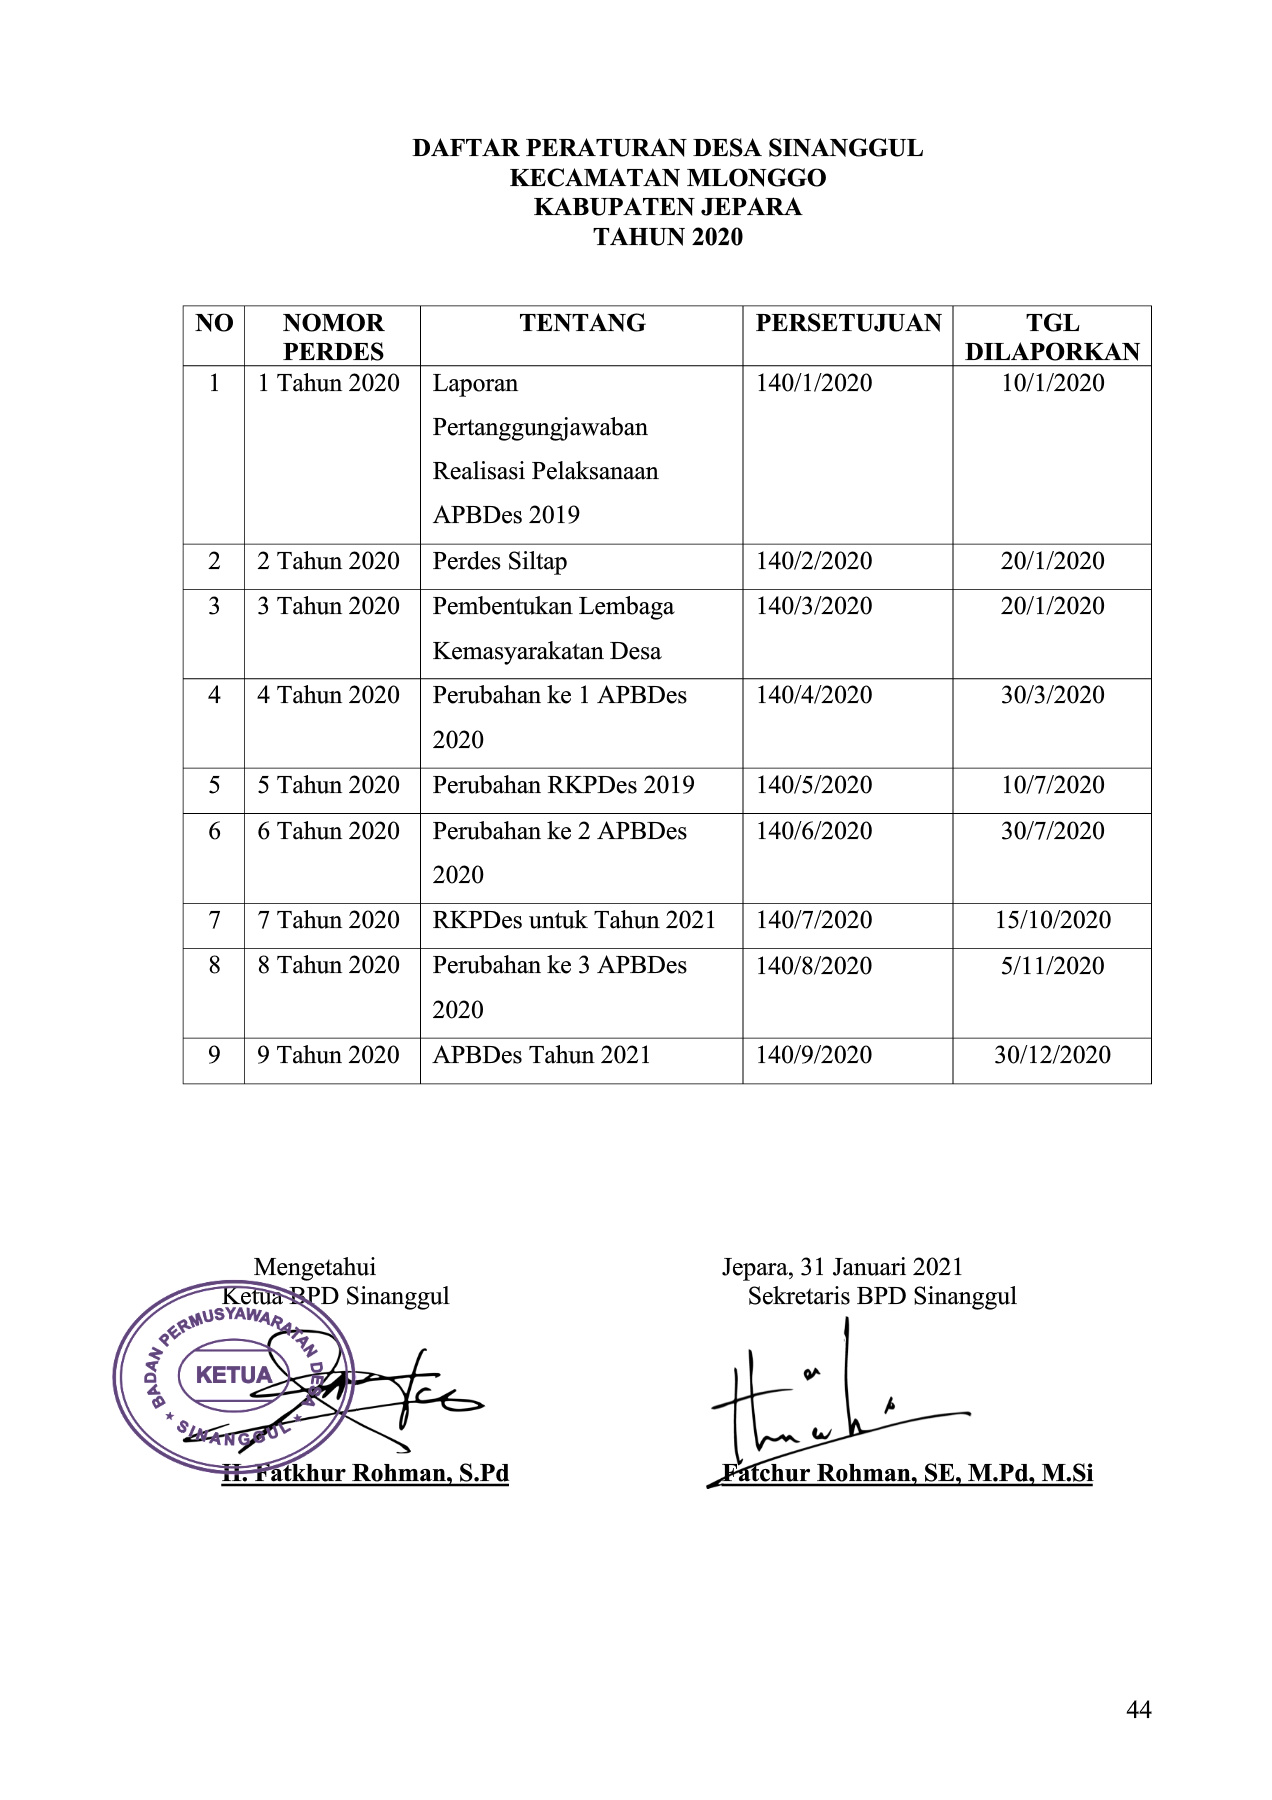 DAFTAR PERATURAN DESA SINANGGUL
KECAMATAN MLONGGO
KABUPATEN JEPARA
TAHUN 2020
NO NOMOR PERDES TENTANG PERSETUJUAN TGL DILAPORKAN
1 1 Tahun 2020 Laporan 140/1/2020 10/1/2020
Pertanggungjawaban
Realisasi Pelaksanaan
APBDes 2019
2 2 Tahun 2020 Perdes Siltap 140/2/2020 20/1/2020
3 3 Tahun 2020 Pembentukan Lembaga 140/3/2020 20/1/2020
Kemasyarakatan Desa
4 4 Tahun 2020 Perubahan ke 1 APBDes 140/4/2020 30/3/2020
2020
5 5 Tahun 2020 Perubahan RKPDes 2019 140/5/2020 10/7/2020
6 6 Tahun 2020 Perubahan ke 2 APBDes 140/6/2020 30/7/2020
2020
7 7 Tahun 2020 RKPDes untuk Tahun 2021 140/7/2020 15/10/2020
8 8 Tahun 2020 Perubahan ke 3 APBDes 140/8/2020 5/11/2020
2020
9 9 Tahun 2020 APBDes Tahun 2021 140/9/2020 30/12/2020
Mengetahui
Ketua BPD Sinanggul
BADAN PERMUSYAWARATAN DESA
KETUA
SINANGGUL
H. Fatkhur Rohman, S.Pd
Jepara, 31 Januari 2021
Sekretaris BPD Sinanggul
Fatchur Rohman, SE, M.Pd, M.Si
44